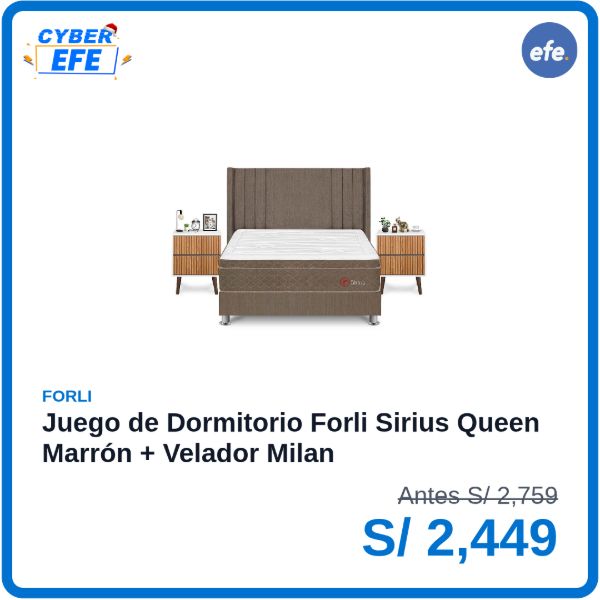 CYBER
EFE
efe.
FORLI
Juego de Dormitorio Forli Sirius Queen
Marrón + Velador Milan
Antes S/ 2,759
S/ 2,449